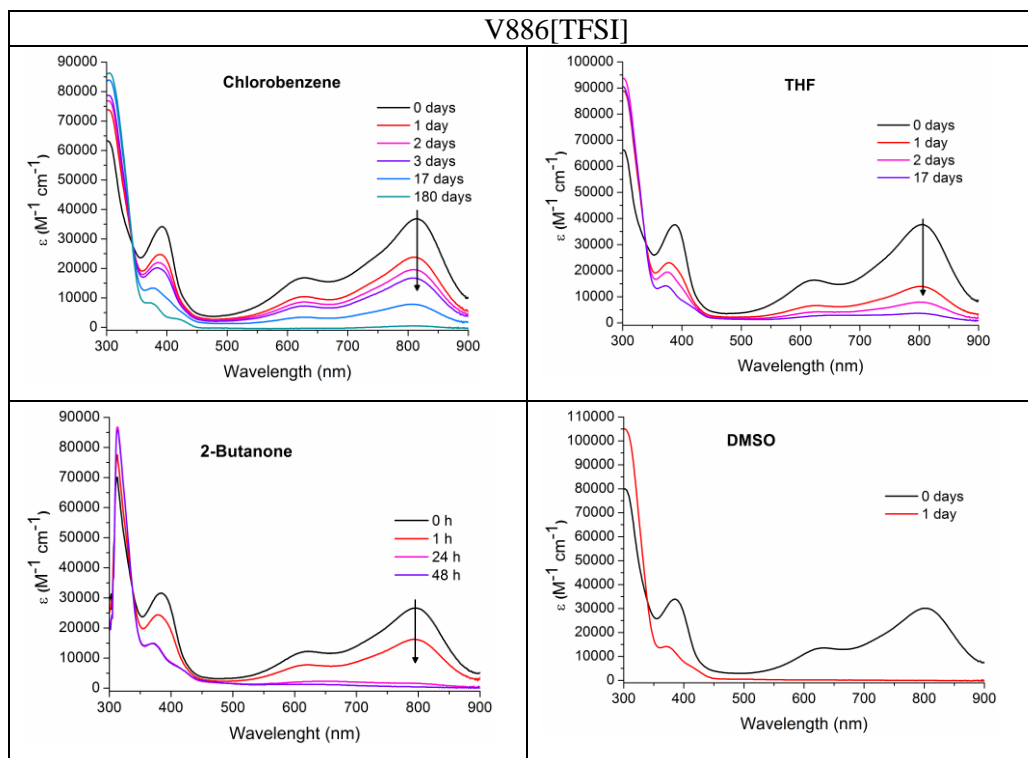 V886[TFSI]
Chlorobenzene
0 days
1 day
2 days
3 days
17 days
180 days
90000
80000
70000
60000
50000
40000
30000
20000
10000
0
ε (M⁻¹ cm⁻¹)
300 400 500 600 700 800 900
Wavelength (nm)
THF
0 days
1 day
2 days
17 days
100000
90000
80000
70000
60000
50000
40000
30000
20000
10000
0
ε (M⁻¹ cm⁻¹)
300 400 500 600 700 800 900
Wavelength (nm)
2-Butanone
0 h
1 h
24 h
48 h
90000
80000
70000
60000
50000
40000
30000
20000
10000
0
ε (M⁻¹ cm⁻¹)
300 400 500 600 700 800 900
Wavelenght (nm)
DMSO
0 days
1 day
110000
100000
90000
80000
70000
60000
50000
40000
30000
20000
10000
0
ε (M⁻¹ cm⁻¹)
300 400 500 600 700 800 900
Wavelength (nm)